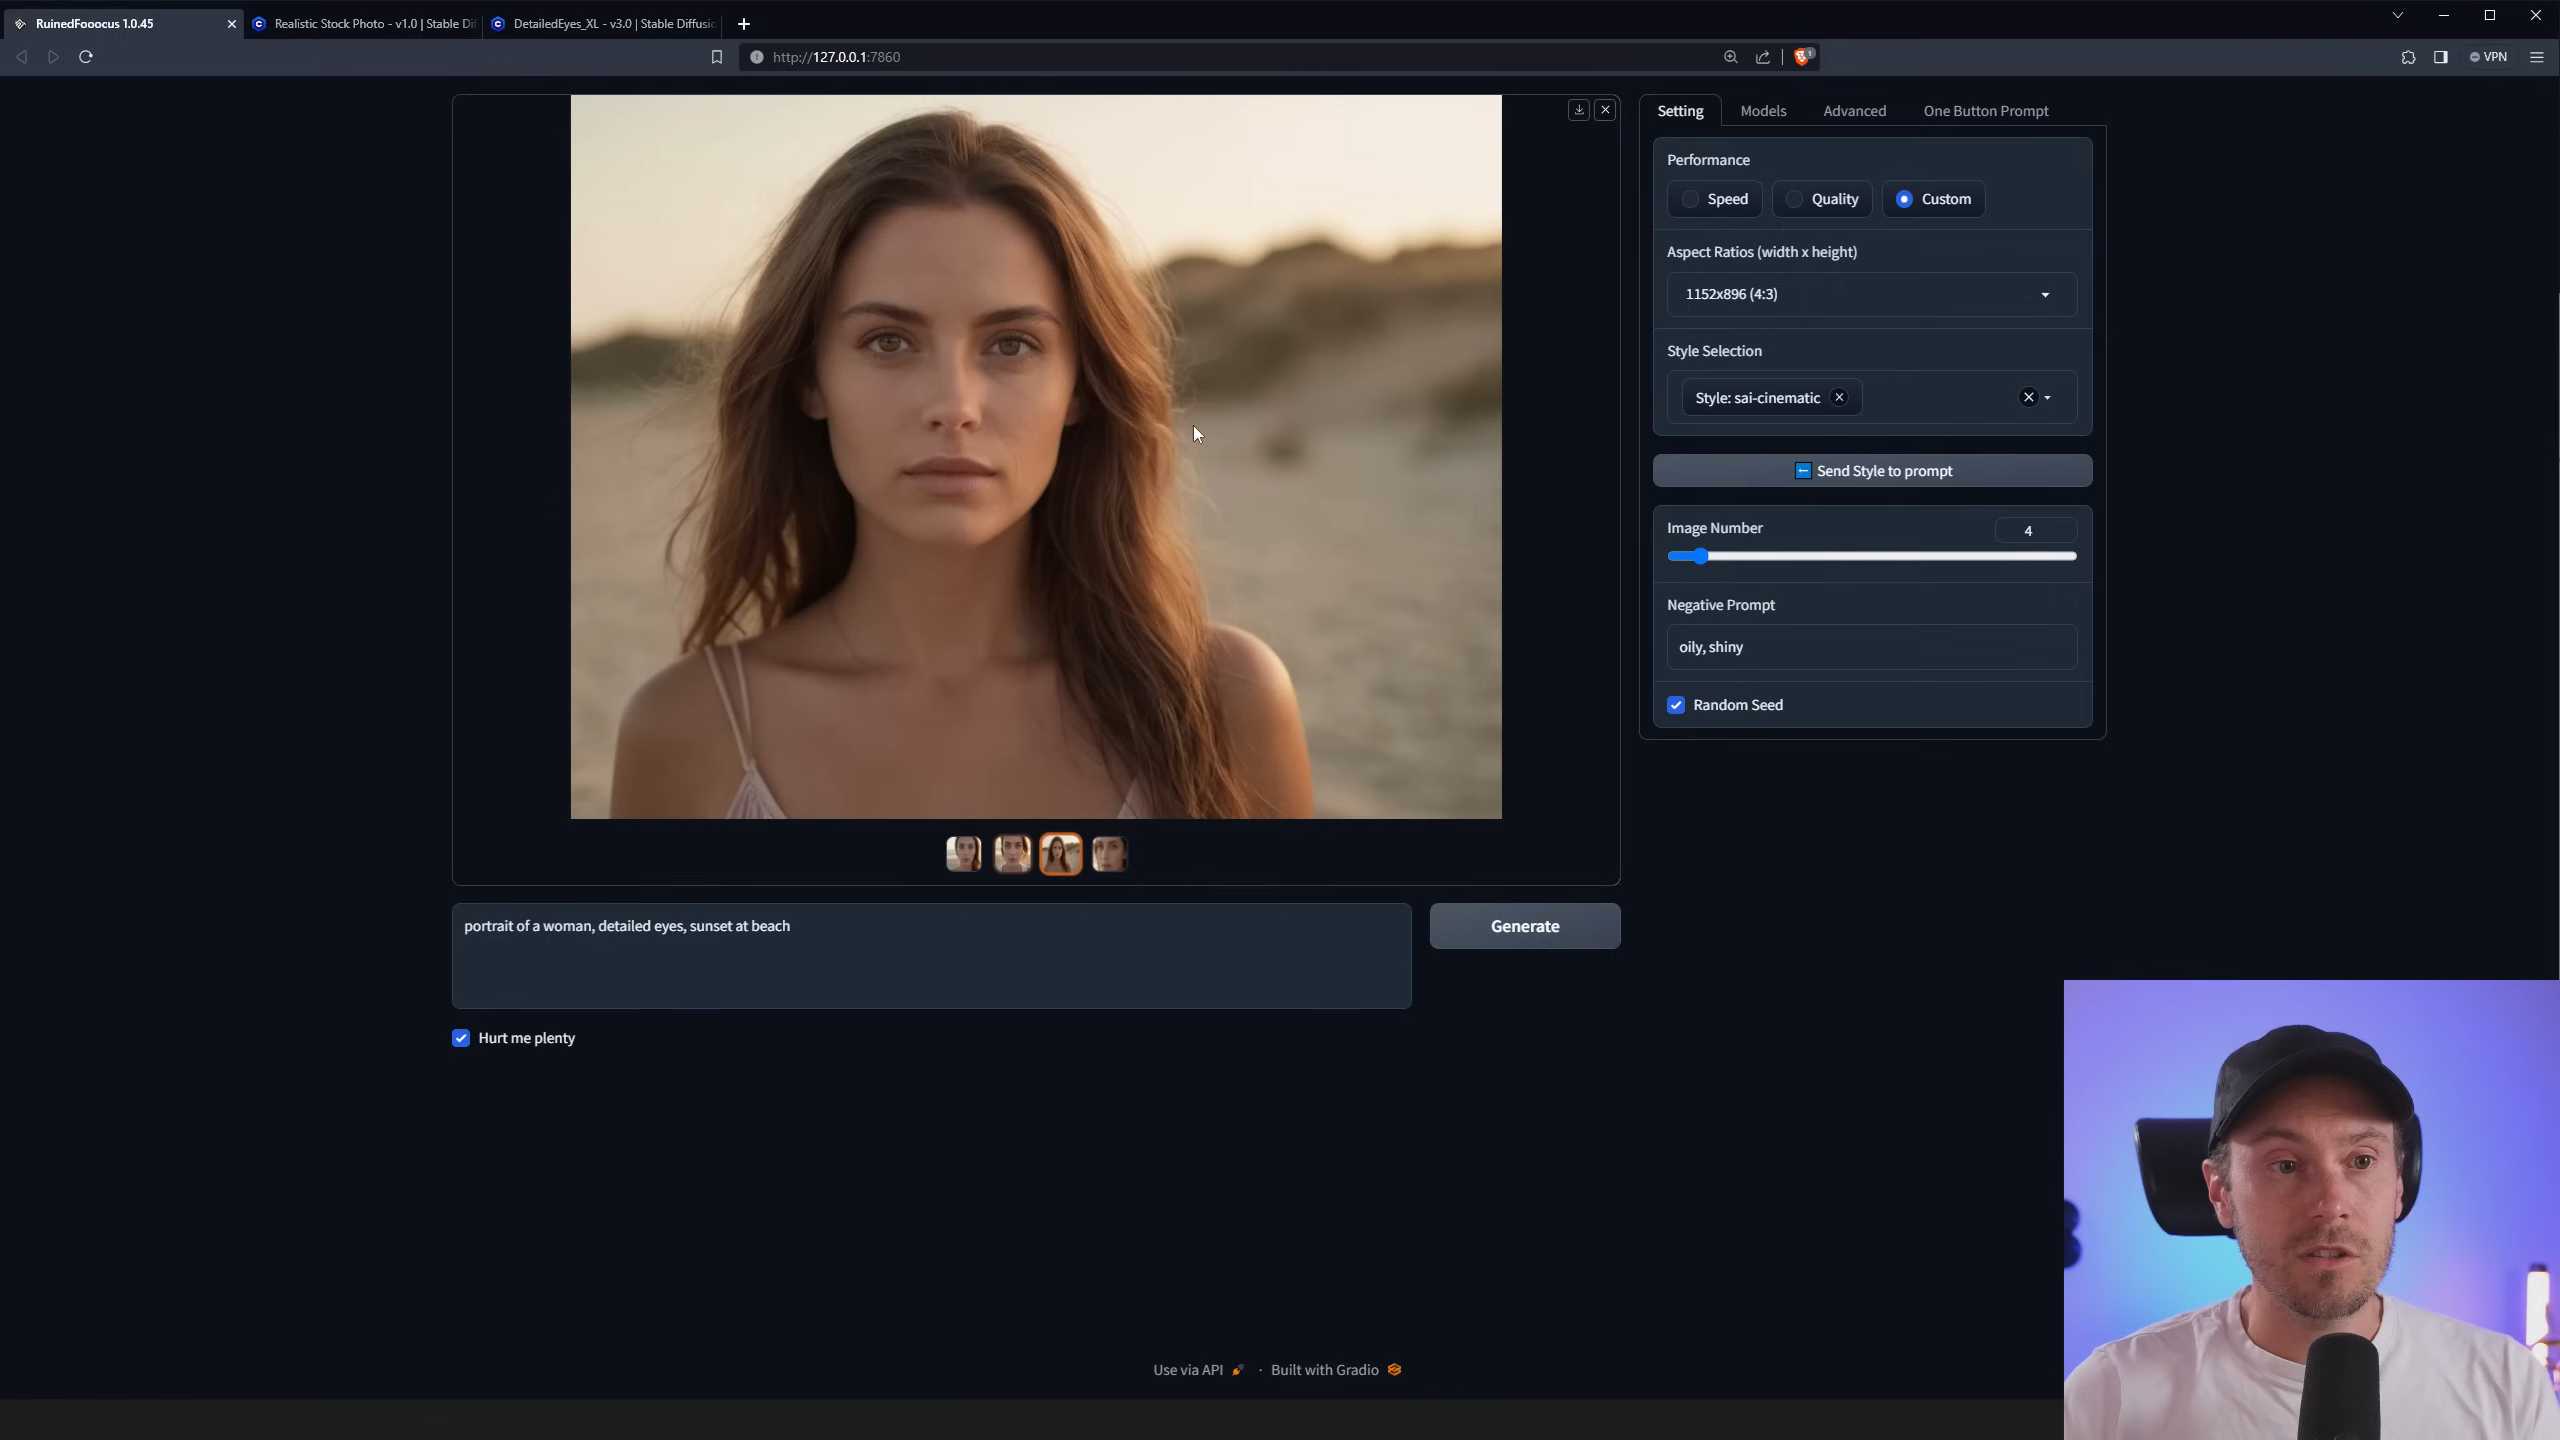 RuinedFooocus 1.0.45
Realistic Stock Photo - v1.0 | Stable Di
DetailedEyes_XL - v3.0 | Stable Diffusi
http://127.0.0.1:7860
1
VPN
Setting
Models
Advanced
One Button Prompt
Performance
Speed
Quality
Custom
Aspect Ratios (width x height)
1152x896 (4:3)
Style Selection
Style: sai-cinematic
Send Style to prompt
Image Number
4
Negative Prompt
oily, shiny
Random Seed
portrait of a woman, detailed eyes, sunset at beach
Generate
Hurt me plenty
Use via API · Built with Gradio